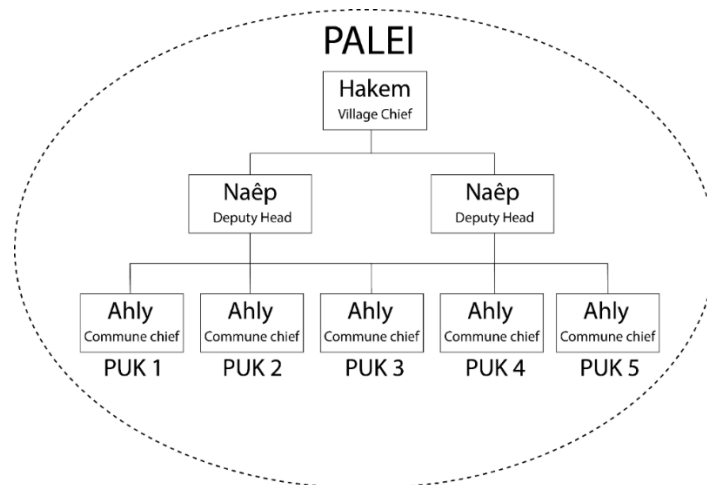 PALEI
Hakem
Village Chief
Naêp
Deputy Head
Naêp
Deputy Head
Ahly
Commune chief
PUK 1
Ahly
Commune chief
PUK 2
Ahly
Commune chief
PUK 3
Ahly
Commune chief
PUK 4
Ahly
Commune chief
PUK 5